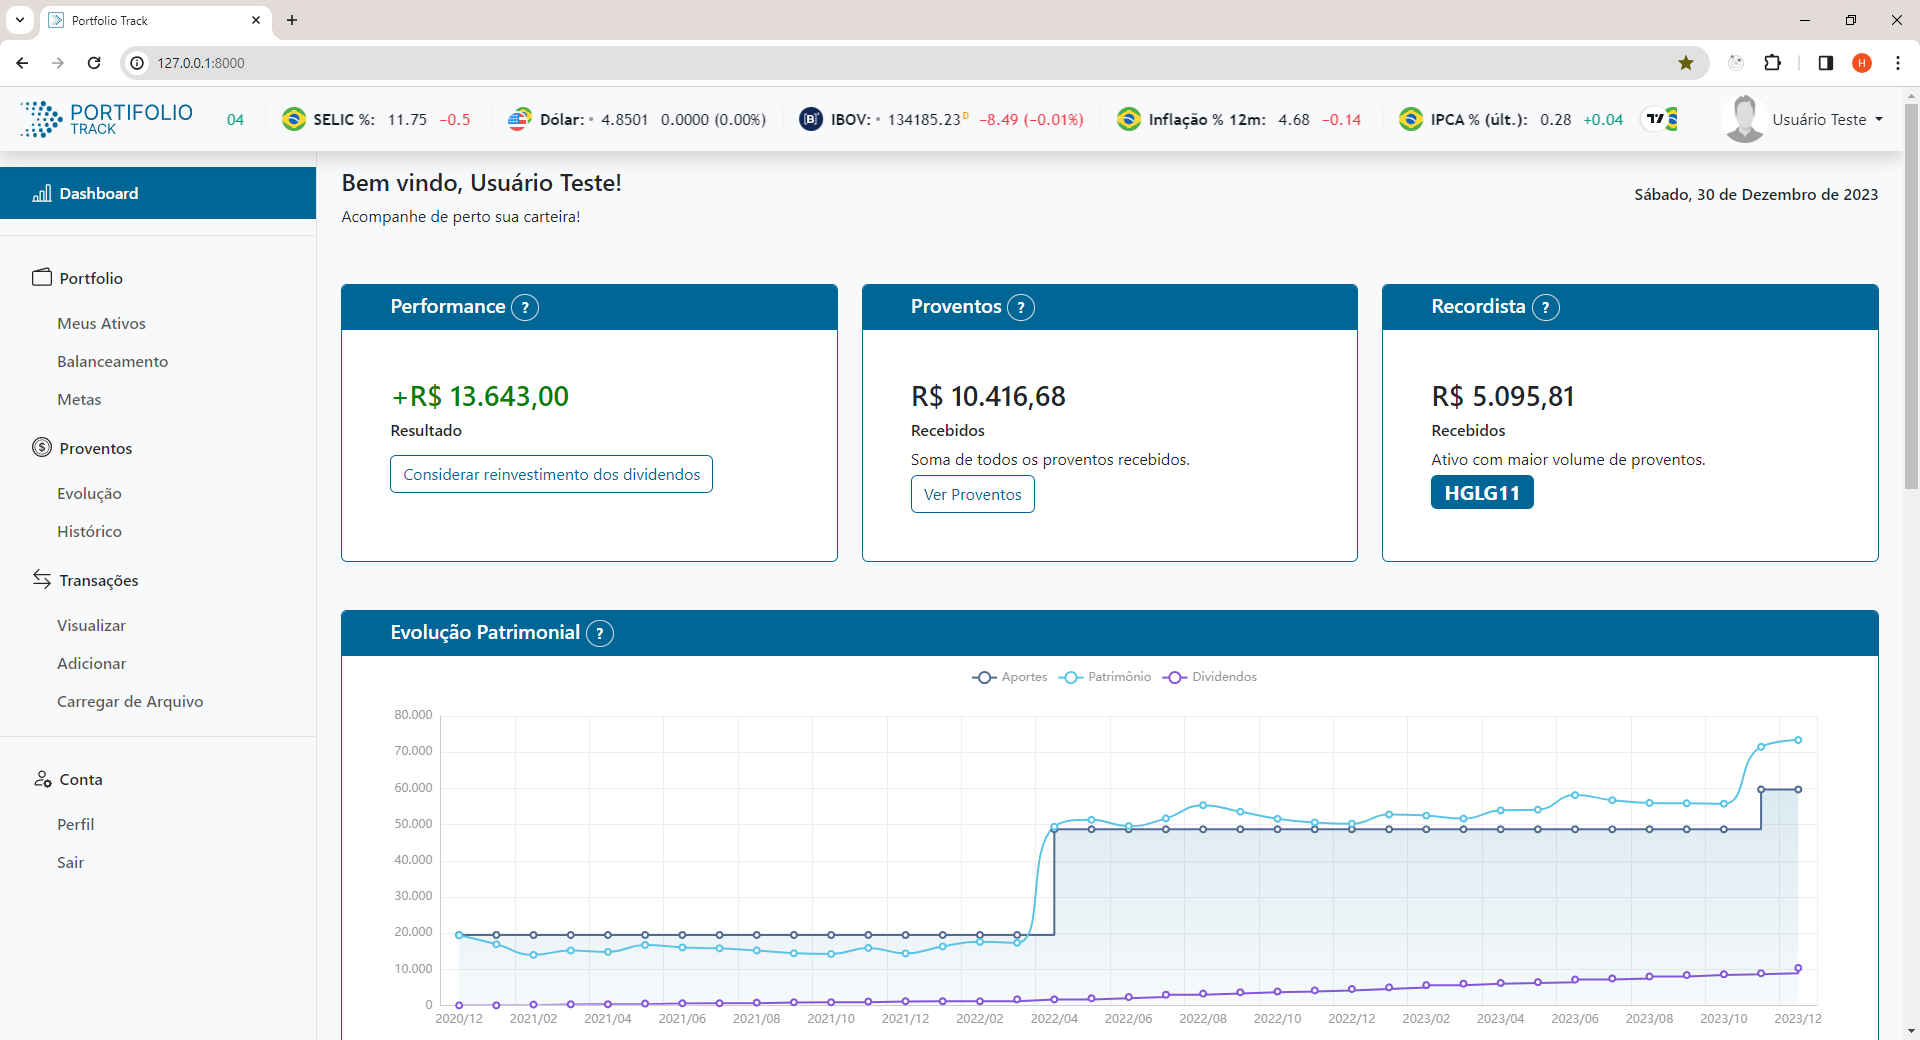 Portfolio Track
127.0.0.1:8000
H
PORTIFOLIO
TRACK
04
SELIC %: 11.75 −0.5
Dólar: • 4.8501 0.0000 (0.00%)
IBOV: • 134185.23 D −8.49 (−0.01%)
Inflação % 12m: 4.68 −0.14
IPCA % (últ.): 0.28 +0.04
Usuário Teste
Dashboard
Portfolio
Meus Ativos
Balanceamento
Metas
Proventos
Evolução
Histórico
Transações
Visualizar
Adicionar
Carregar de Arquivo
Conta
Perfil
Sair
Bem vindo, Usuário Teste!
Acompanhe de perto sua carteira!
Sábado, 30 de Dezembro de 2023
Performance ?
+R$ 13.643,00
Resultado
Considerar reinvestimento dos dividendos
Proventos ?
R$ 10.416,68
Recebidos
Soma de todos os proventos recebidos.
Ver Proventos
Recordista ?
R$ 5.095,81
Recebidos
Ativo com maior volume de proventos.
HGLG11
Evolução Patrimonial ?
Aportes Patrimônio Dividendos
80.000
70.000
60.000
50.000
40.000
30.000
20.000
10.000
0
2020/12 2021/02 2021/04 2021/06 2021/08 2021/10 2021/12 2022/02 2022/04 2022/06 2022/08 2022/10 2022/12 2023/02 2023/04 2023/06 2023/08 2023/10 2023/12